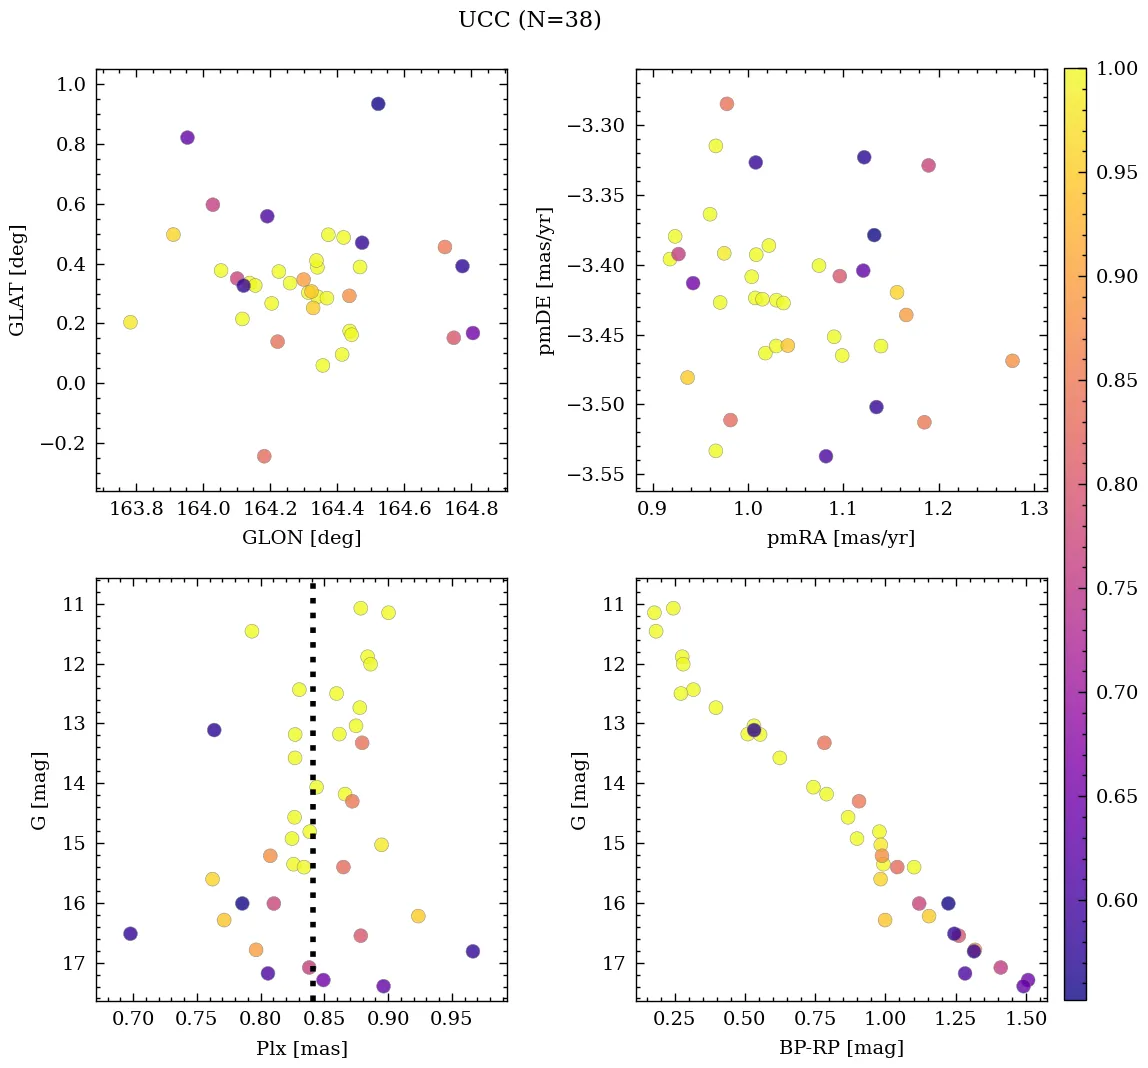 UCC (N=38)
1.0
0.8
0.6
0.4
0.2
0.0
−0.2
GLAT [deg]
163.8 164.0 164.2 164.4 164.6 164.8
GLON [deg]
−3.30
−3.35
−3.40
−3.45
−3.50
−3.55
pmDE [mas/yr]
0.9 1.0 1.1 1.2 1.3
pmRA [mas/yr]
11
12
13
14
15
16
17
G [mag]
0.70 0.75 0.80 0.85 0.90 0.95
Plx [mas]
11
12
13
14
15
16
17
G [mag]
0.25 0.50 0.75 1.00 1.25 1.50
BP-RP [mag]
1.00
0.95
0.90
0.85
0.80
0.75
0.70
0.65
0.60